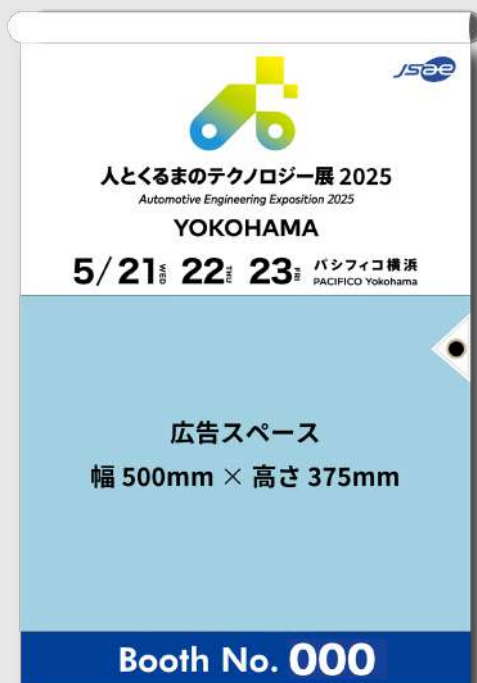 JSAE
人とくるまのテクノロジー展 2025
Automotive Engineering Exposition 2025
YOKOHAMA
5/21 WED 22 THU 23 FRI パシフィコ横浜
PACIFICO Yokohama
広告スペース
幅 500mm × 高さ 375mm
Booth No. 000